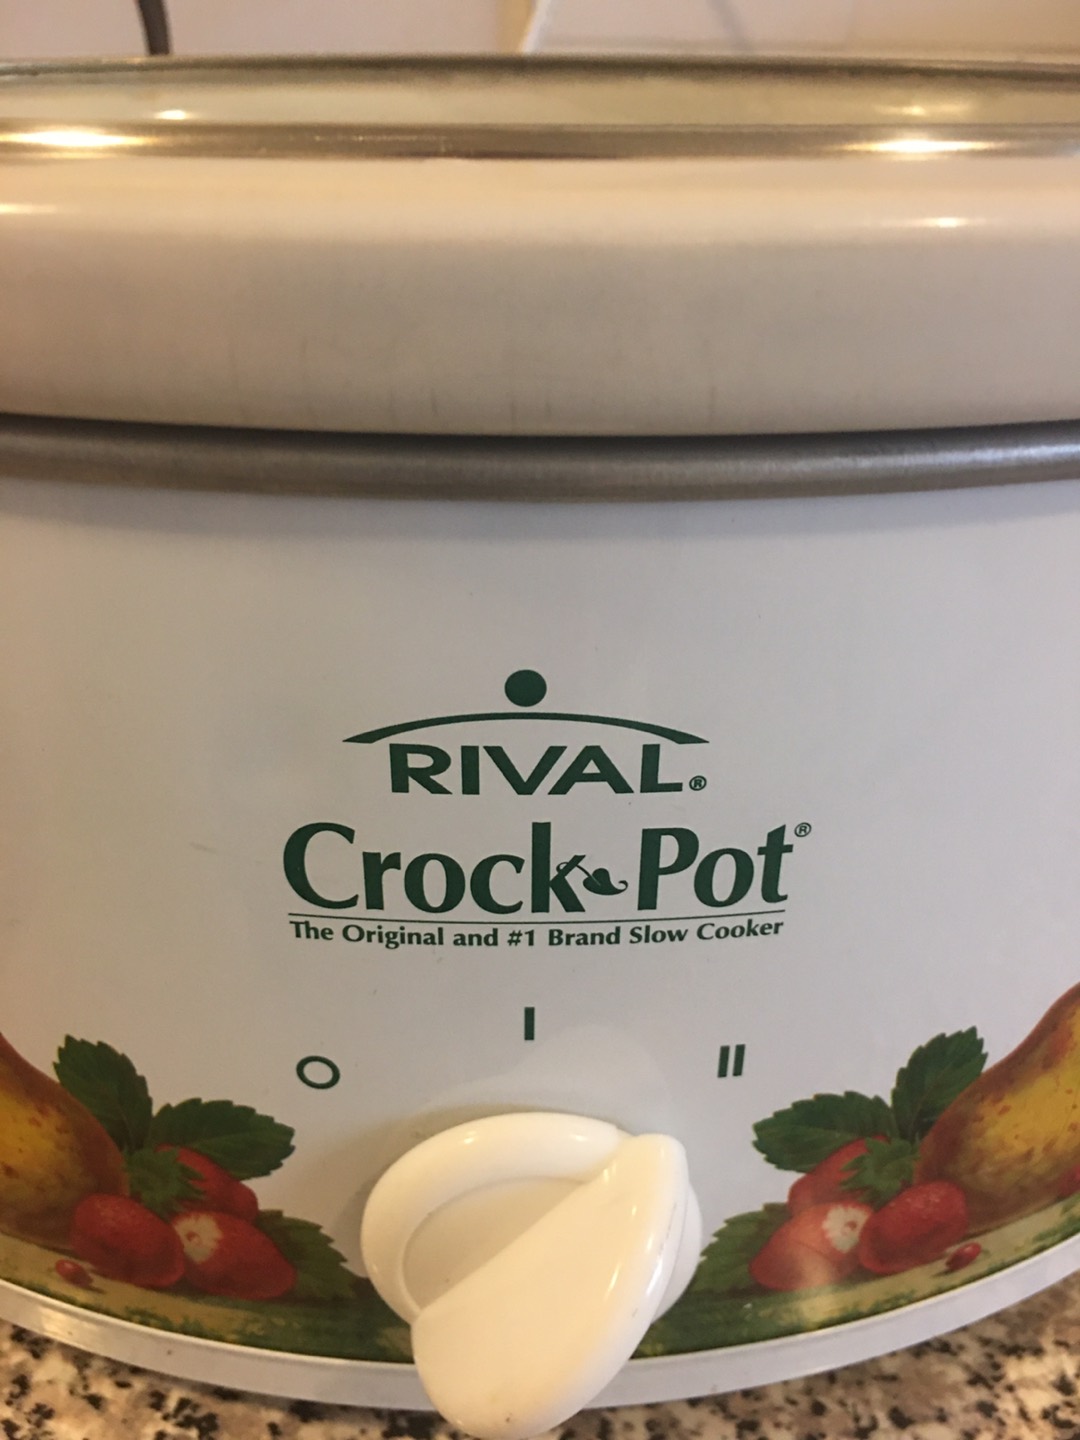 RIVAL®
Crock-Pot®
The Original and #1 Brand Slow Cooker
I
O II